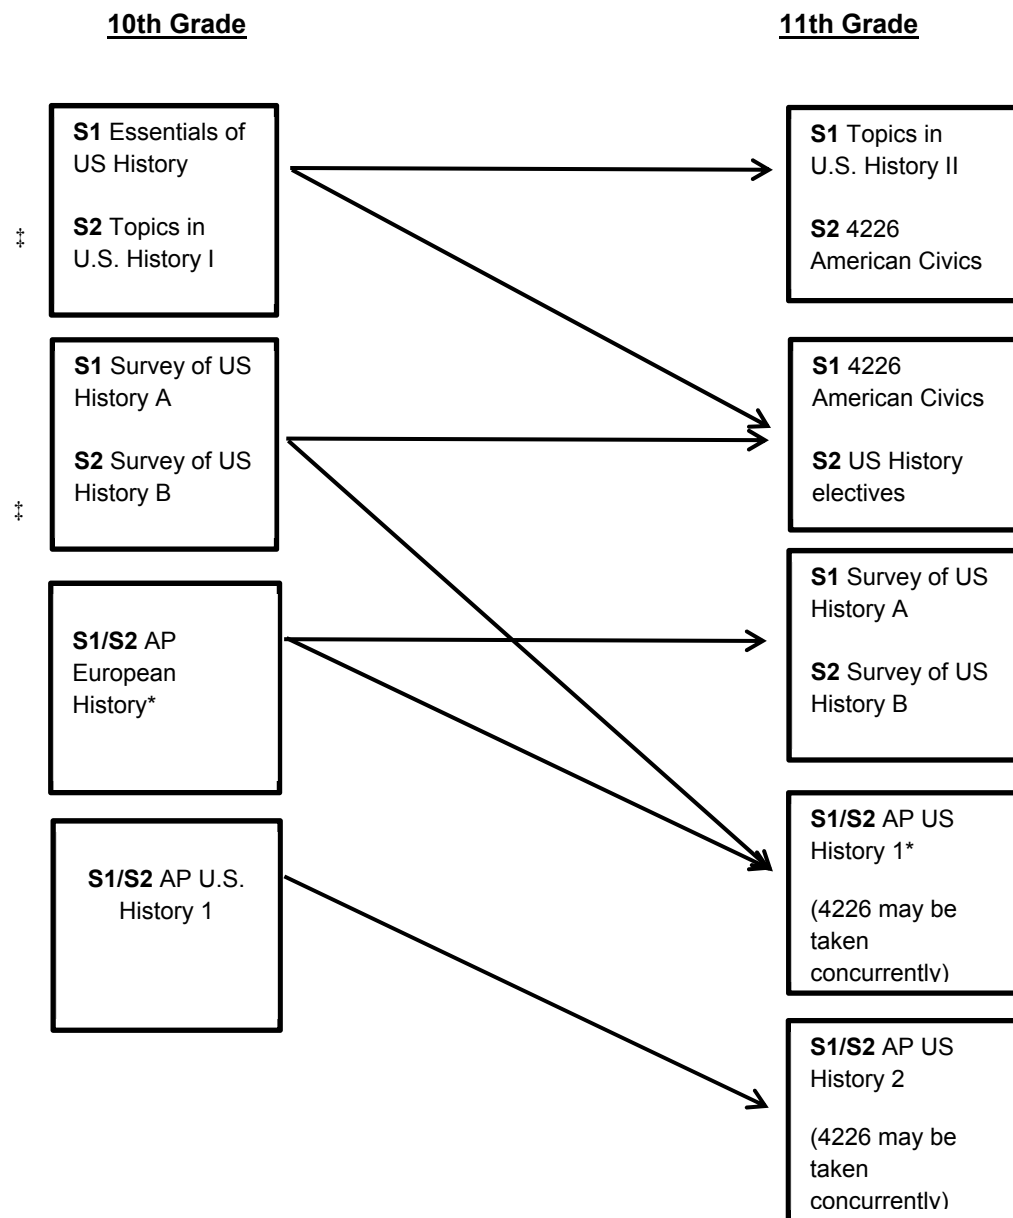 10th Grade
11th Grade
S1 Essentials of
US History
S2 Topics in
U.S. History I
‡
S1 Survey of US
History A
S2 Survey of US
History B
‡
S1/S2 AP
European
History*
S1/S2 AP U.S.
History 1
S1 Topics in
U.S. History II
S2 4226
American Civics
S1 4226
American Civics
S2 US History
electives
S1 Survey of US
History A
S2 Survey of US
History B
S1/S2 AP US
History 1*
(4226 may be
taken
concurrently)
S1/S2 AP US
History 2
(4226 may be
taken
concurrently)